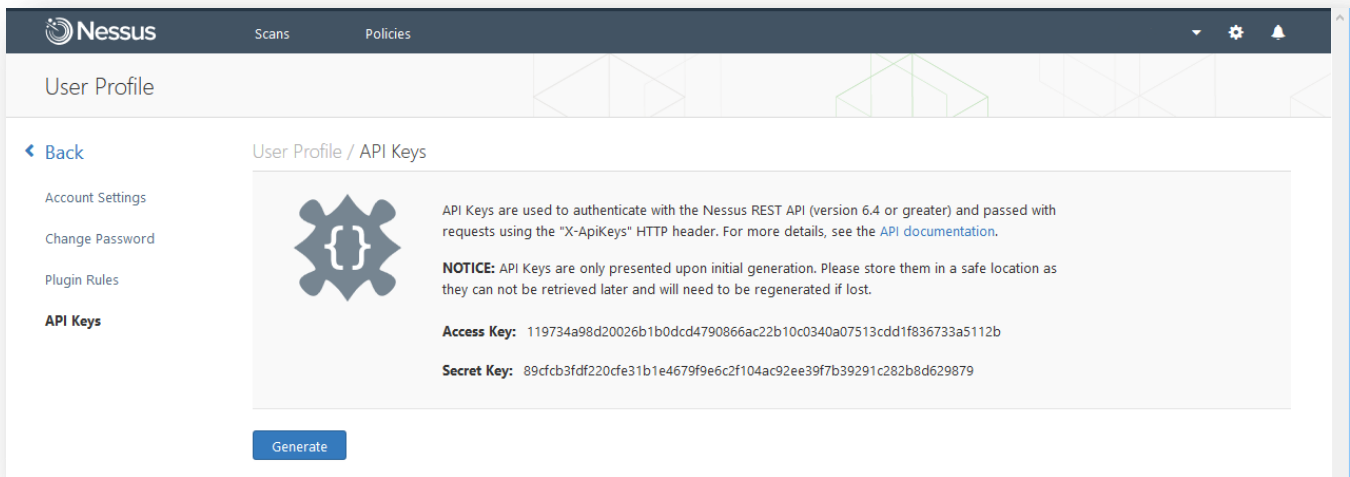 Nessus
Scans
Policies
User Profile
Back
Account Settings
Change Password
Plugin Rules
API Keys
User Profile / API Keys
{}
API Keys are used to authenticate with the Nessus REST API (version 6.4 or greater) and passed with
requests using the "X-ApiKeys" HTTP header. For more details, see the API documentation.
NOTICE: API Keys are only presented upon initial generation. Please store them in a safe location as
they can not be retrieved later and will need to be regenerated if lost.
Access Key: 119734a98d20026b1b0dcd4790866ac22b10c0340a07513cdd1f836733a5112b
Secret Key: 89cfcb3fdf220cfe31b1e4679f9e6c2f104ac92ee39f7b39291c282b8d629879
Generate